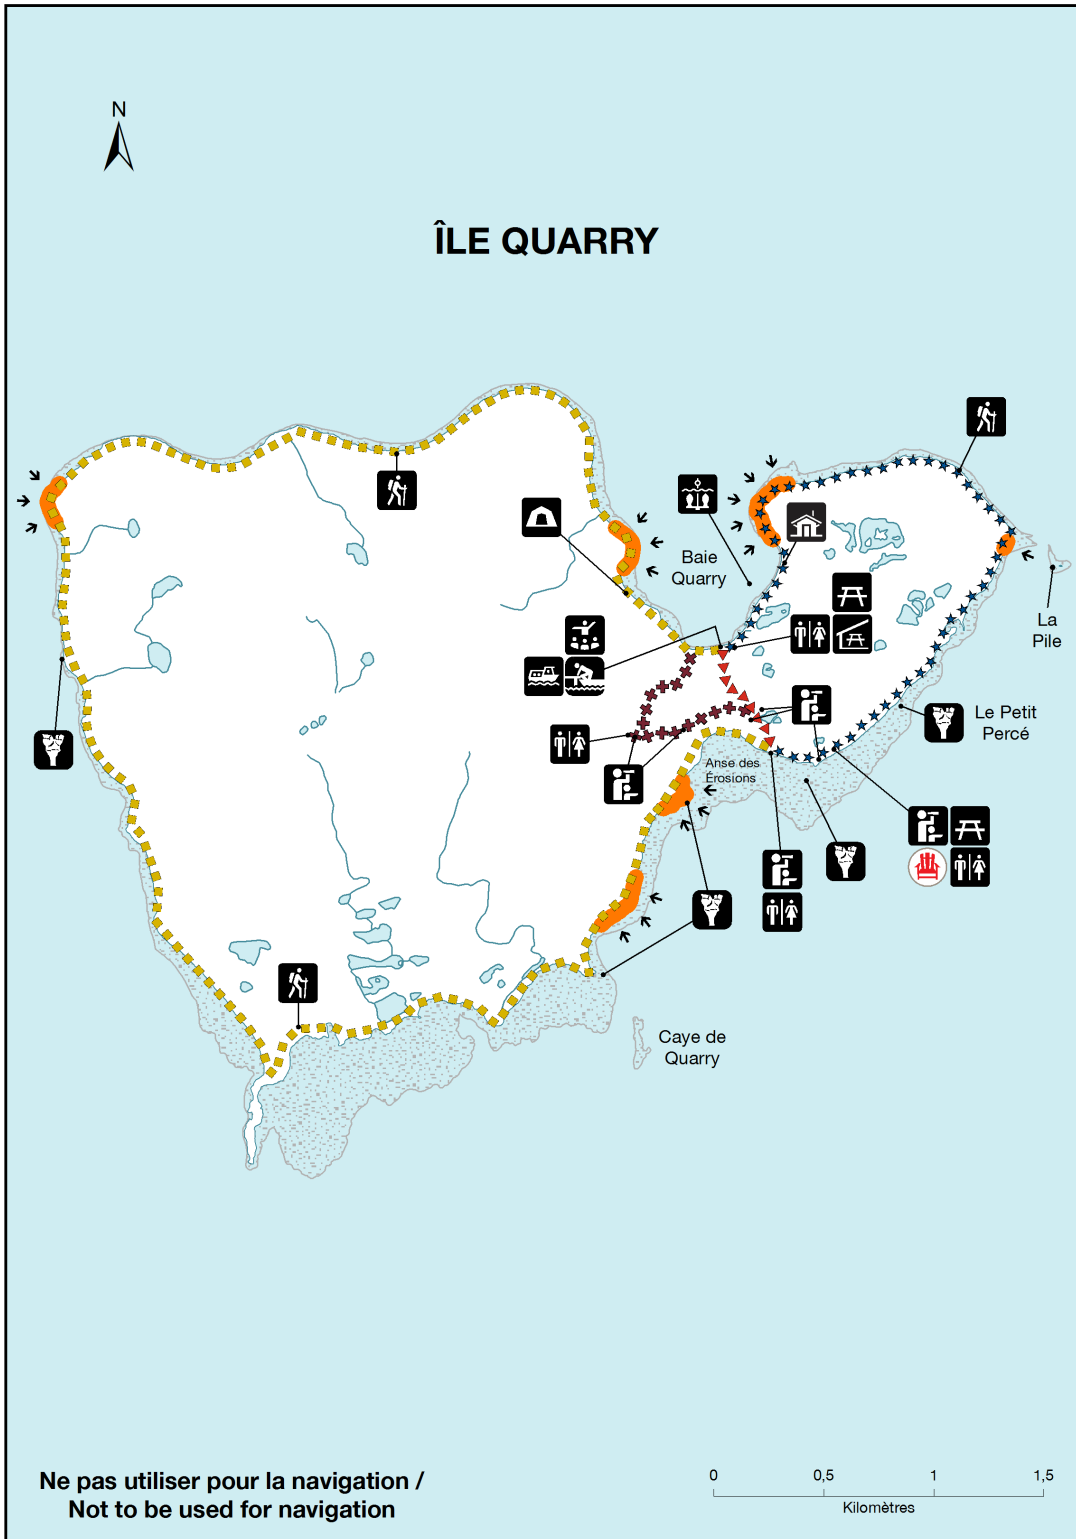 N
ÎLE QUARRY
Baie
Quarry
La
Pile
Le Petit
Percé
Anse des
Érosions
Caye de
Quarry
Ne pas utiliser pour la navigation /
Not to be used for navigation
0 0,5 1 1,5
Kilomètres